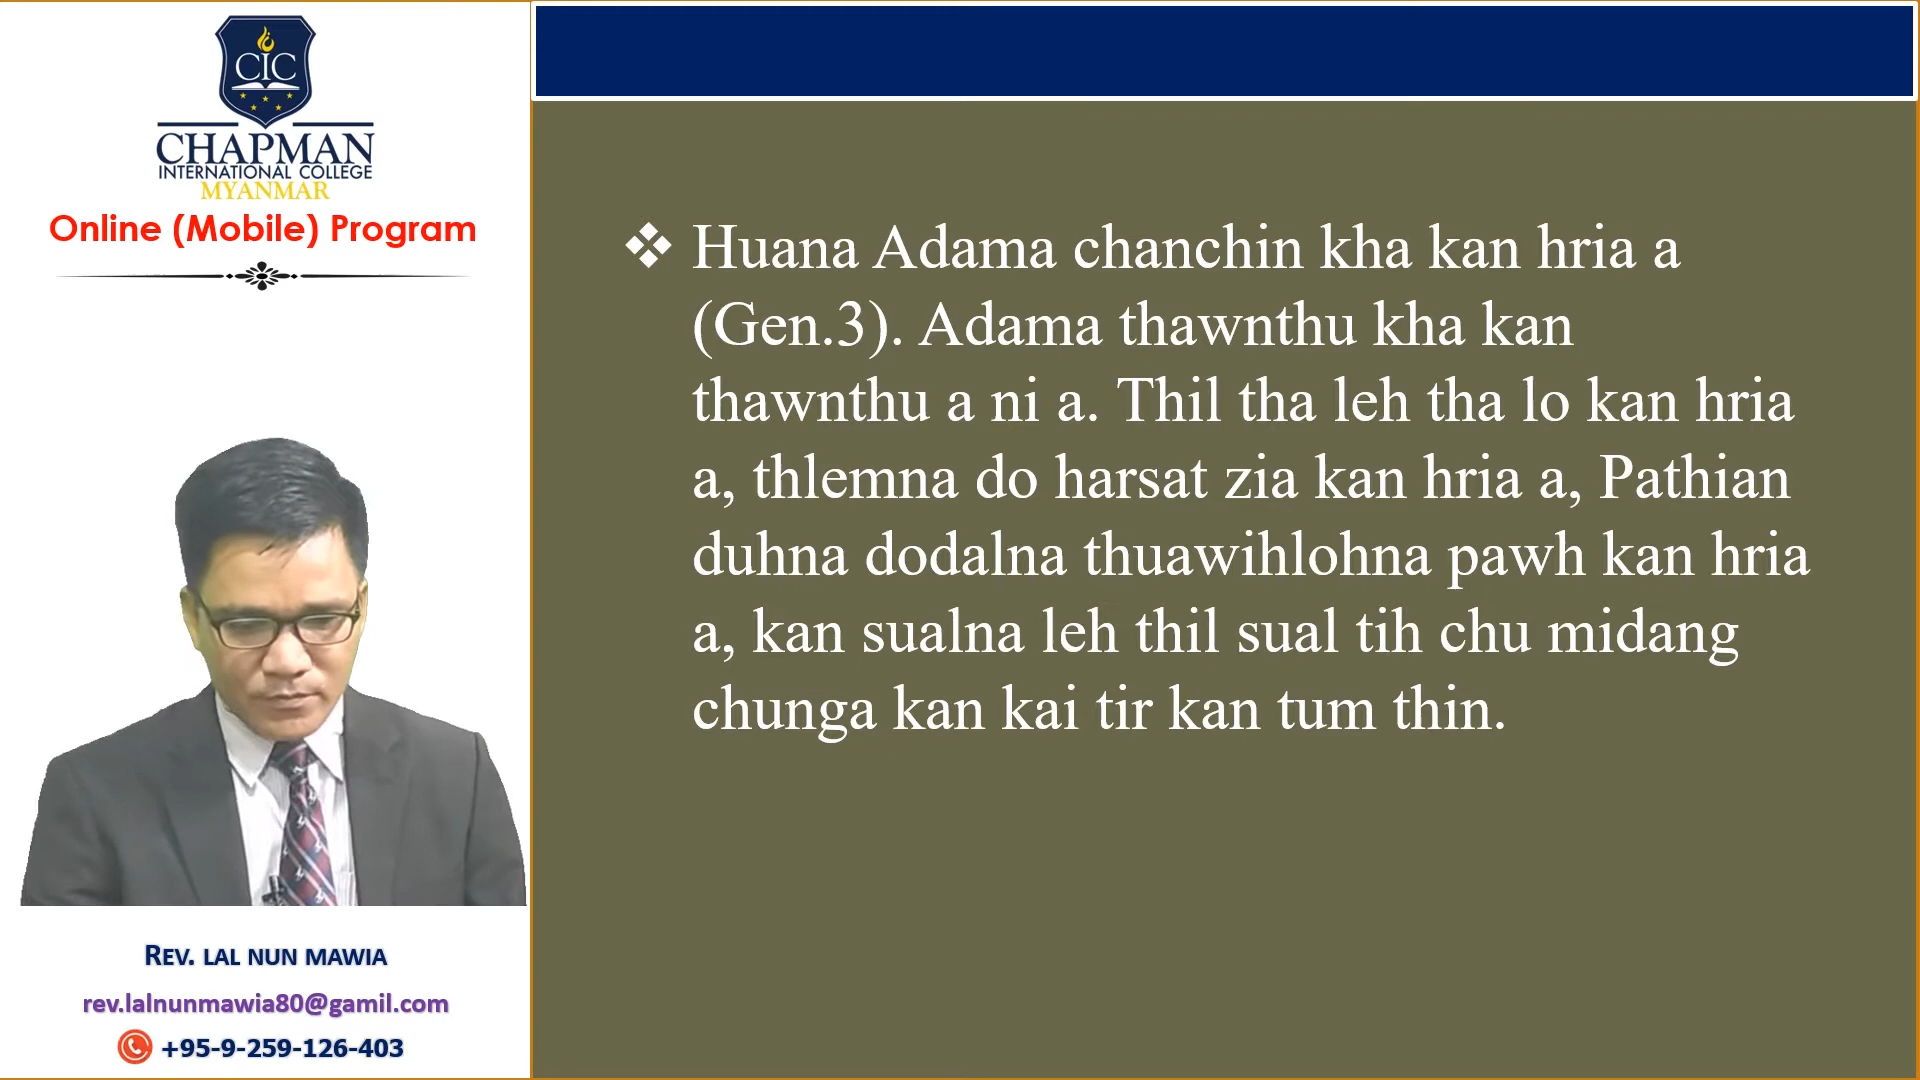 CIC
CHAPMAN
INTERNATIONAL COLLEGE
MYANMAR
Online (Mobile) Program
REV. LAL NUN MAWIA
rev.lalnunmawia80@gamil.com
+95-9-259-126-403
❖ Huana Adama chanchin kha kan hria a
(Gen.3). Adama thawnthu kha kan
thawnthu a ni a. Thil tha leh tha lo kan hria
a, thlemna do harsat zia kan hria a, Pathian
duhna dodalna thuawihlohna pawh kan hria
a, kan sualna leh thil sual tih chu midang
chunga kan kai tir kan tum thin.